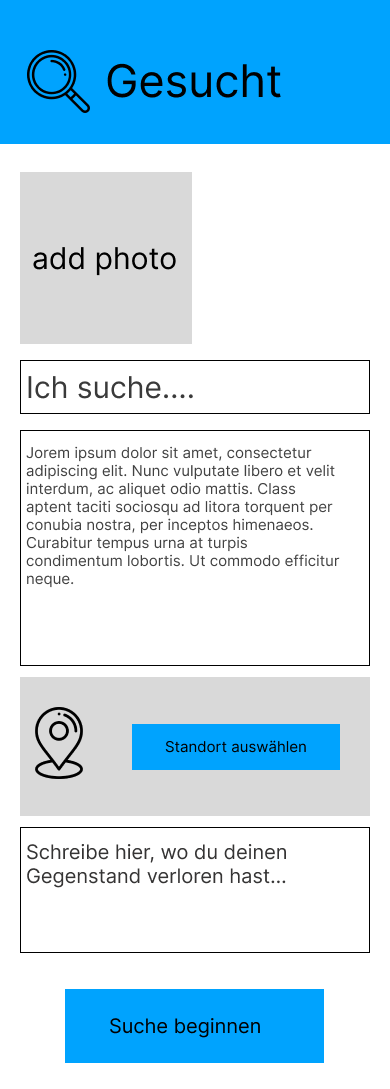 Gesucht
add photo
Ich suche....
Jorem ipsum dolor sit amet, consectetur
adipiscing elit. Nunc vulputate libero et velit
interdum, ac aliquet odio mattis. Class
aptent taciti sociosqu ad litora torquent per
conubia nostra, per inceptos himenaeos.
Curabitur tempus urna at turpis
condimentum lobortis. Ut commodo efficitur
neque.
Standort auswählen
Schreibe hier, wo du deinen
Gegenstand verloren hast...
Suche beginnen